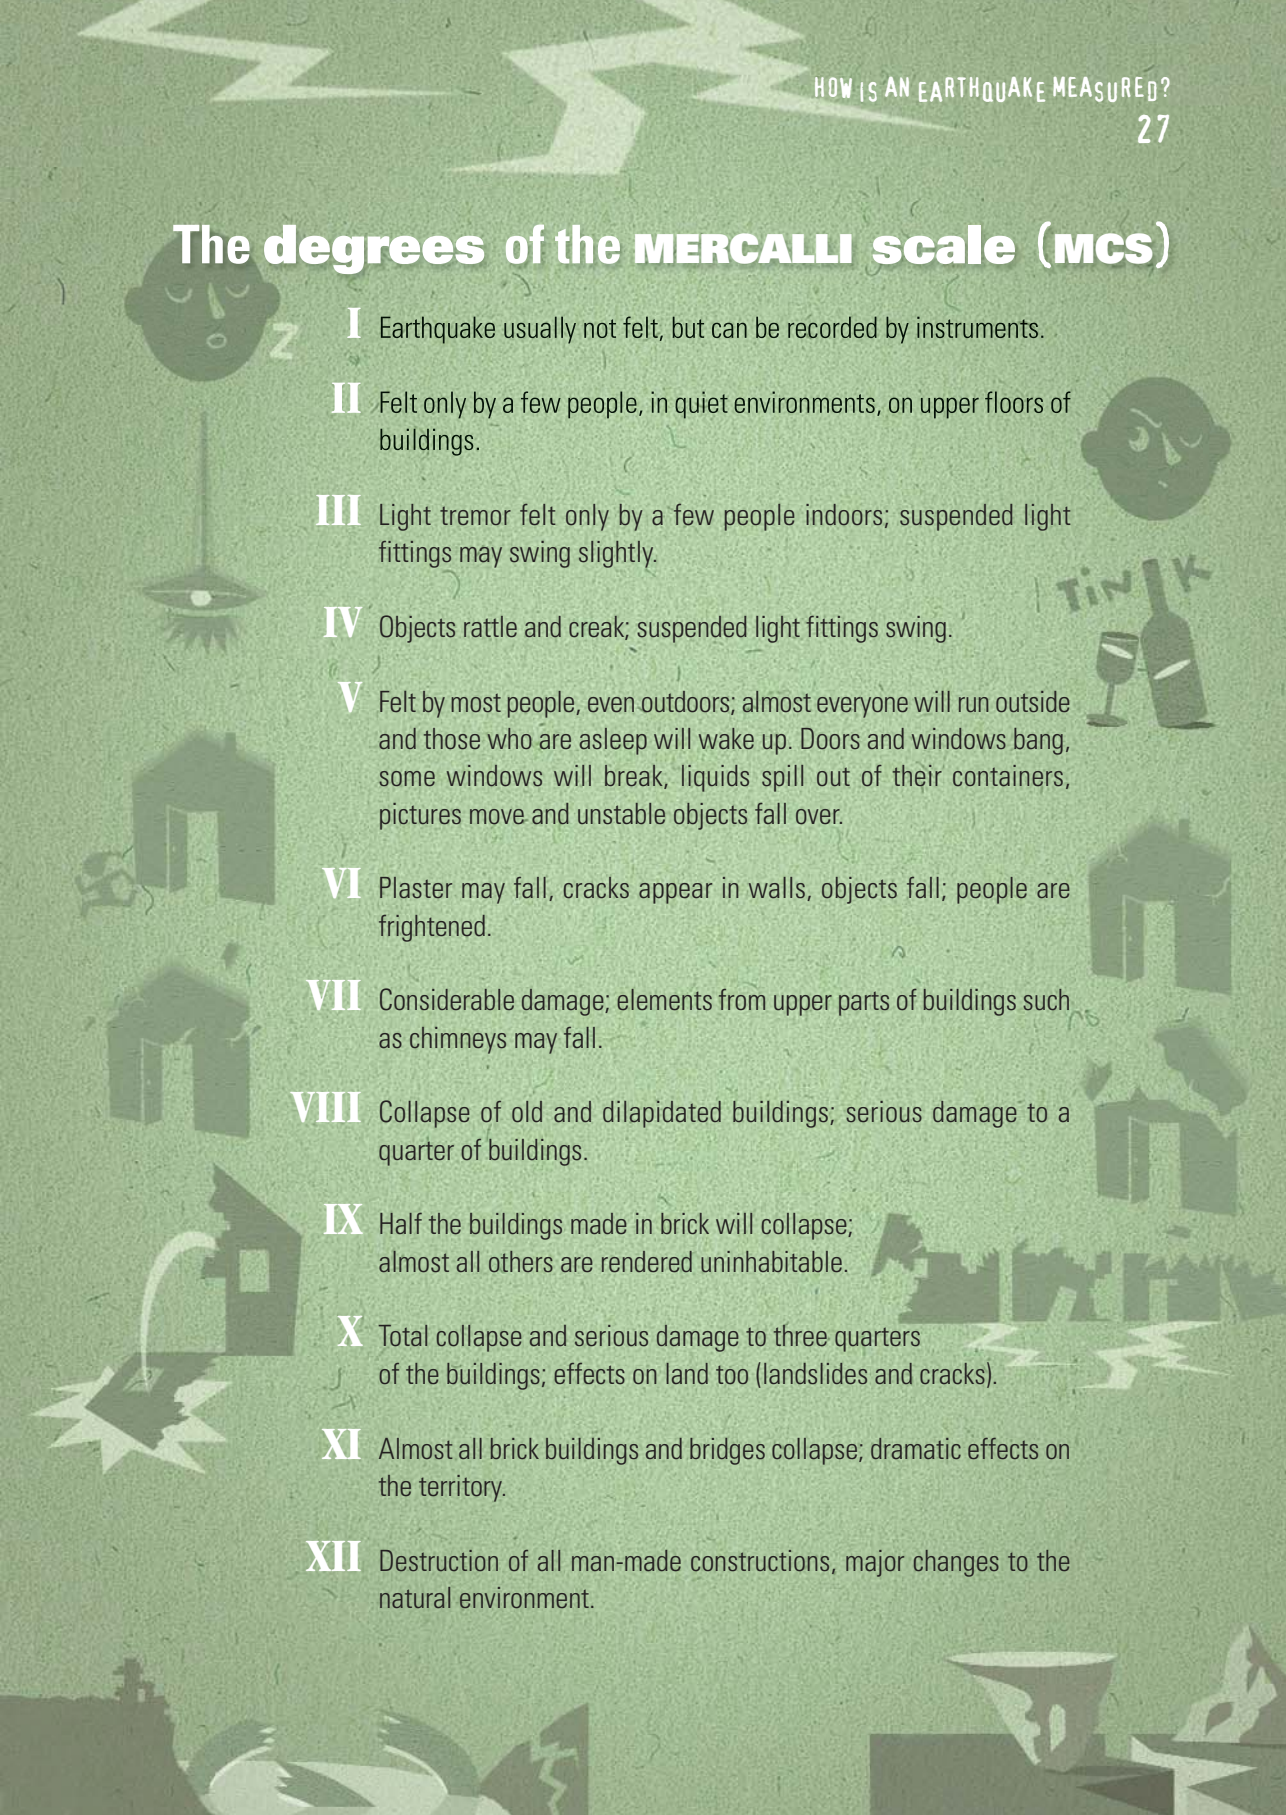 HOW IS AN EARTHQUAKE MEASURED?
27
The degrees of the MERCALLI scale (MCS)
Z
I Earthquake usually not felt, but can be recorded by instruments.
II Felt only by a few people, in quiet environments, on upper floors of
buildings.
III Light tremor felt only by a few people indoors; suspended light
fittings may swing slightly.
TINK
IV Objects rattle and creak; suspended light fittings swing.
V Felt by most people, even outdoors; almost everyone will run outside
and those who are asleep will wake up. Doors and windows bang,
some windows will break, liquids spill out of their containers,
pictures move and unstable objects fall over.
VI Plaster may fall, cracks appear in walls, objects fall; people are
frightened.
VII Considerable damage; elements from upper parts of buildings such
as chimneys may fall.
VIII Collapse of old and dilapidated buildings; serious damage to a
quarter of buildings.
IX Half the buildings made in brick will collapse;
almost all others are rendered uninhabitable.
X Total collapse and serious damage to three quarters
of the buildings; effects on land too (landslides and cracks).
XI Almost all brick buildings and bridges collapse; dramatic effects on
the territory.
XII Destruction of all man-made constructions, major changes to the
natural environment.